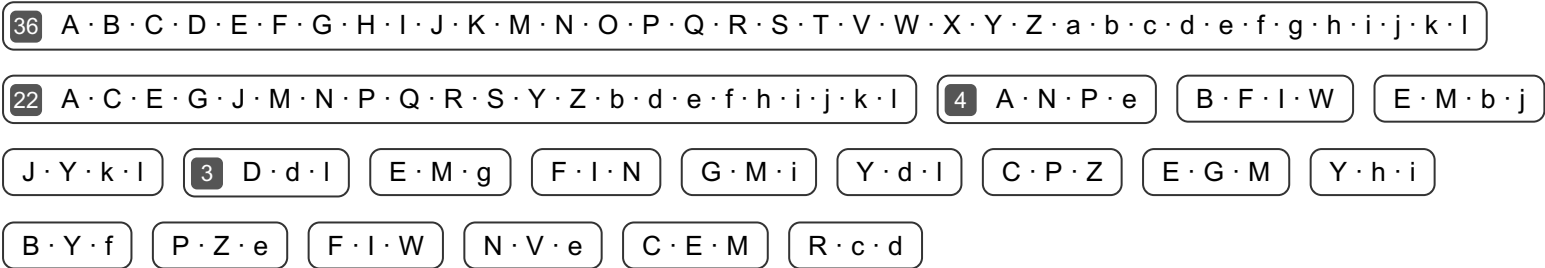 36 A · B · C · D · E · F · G · H · I · J · K · M · N · O · P · Q · R · S · T · V · W · X · Y · Z · a · b · c · d · e · f · g · h · i · j · k · l
22 A · C · E · G · J · M · N · P · Q · R · S · Y · Z · b · d · e · f · h · i · j · k · l 4 A · N · P · e B · F · I · W E · M · b · j
J · Y · k · l 3 D · d · l E · M · g F · I · N G · M · i Y · d · l C · P · Z E · G · M Y · h · i
B · Y · f P · Z · e F · I · W N · V · e C · E · M R · c · d